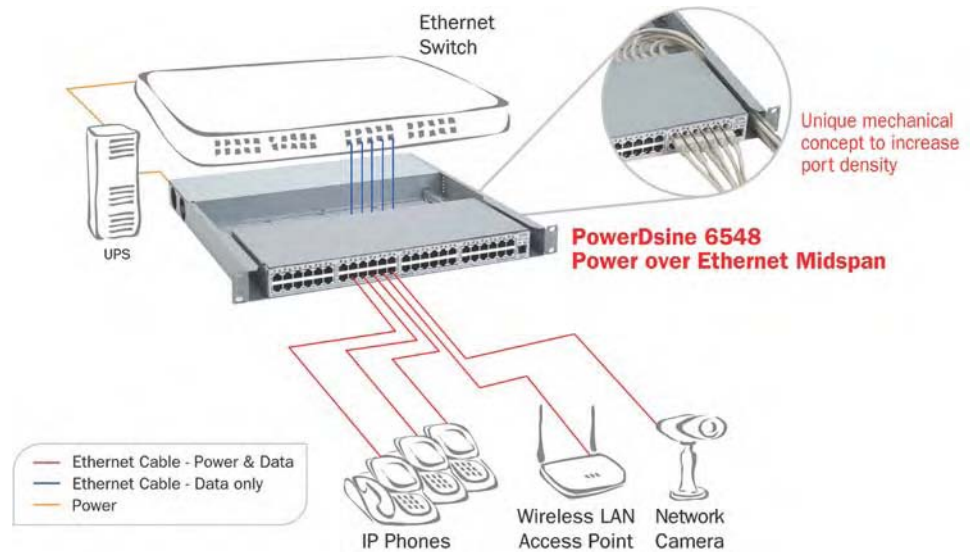 Ethernet
Switch
Unique mechanical
concept to increase
port density
UPS
PowerDsine 6548
Power over Ethernet Midspan
Ethernet Cable - Power & Data
Ethernet Cable - Data only
Power
IP Phones
Wireless LAN
Access Point
Network
Camera